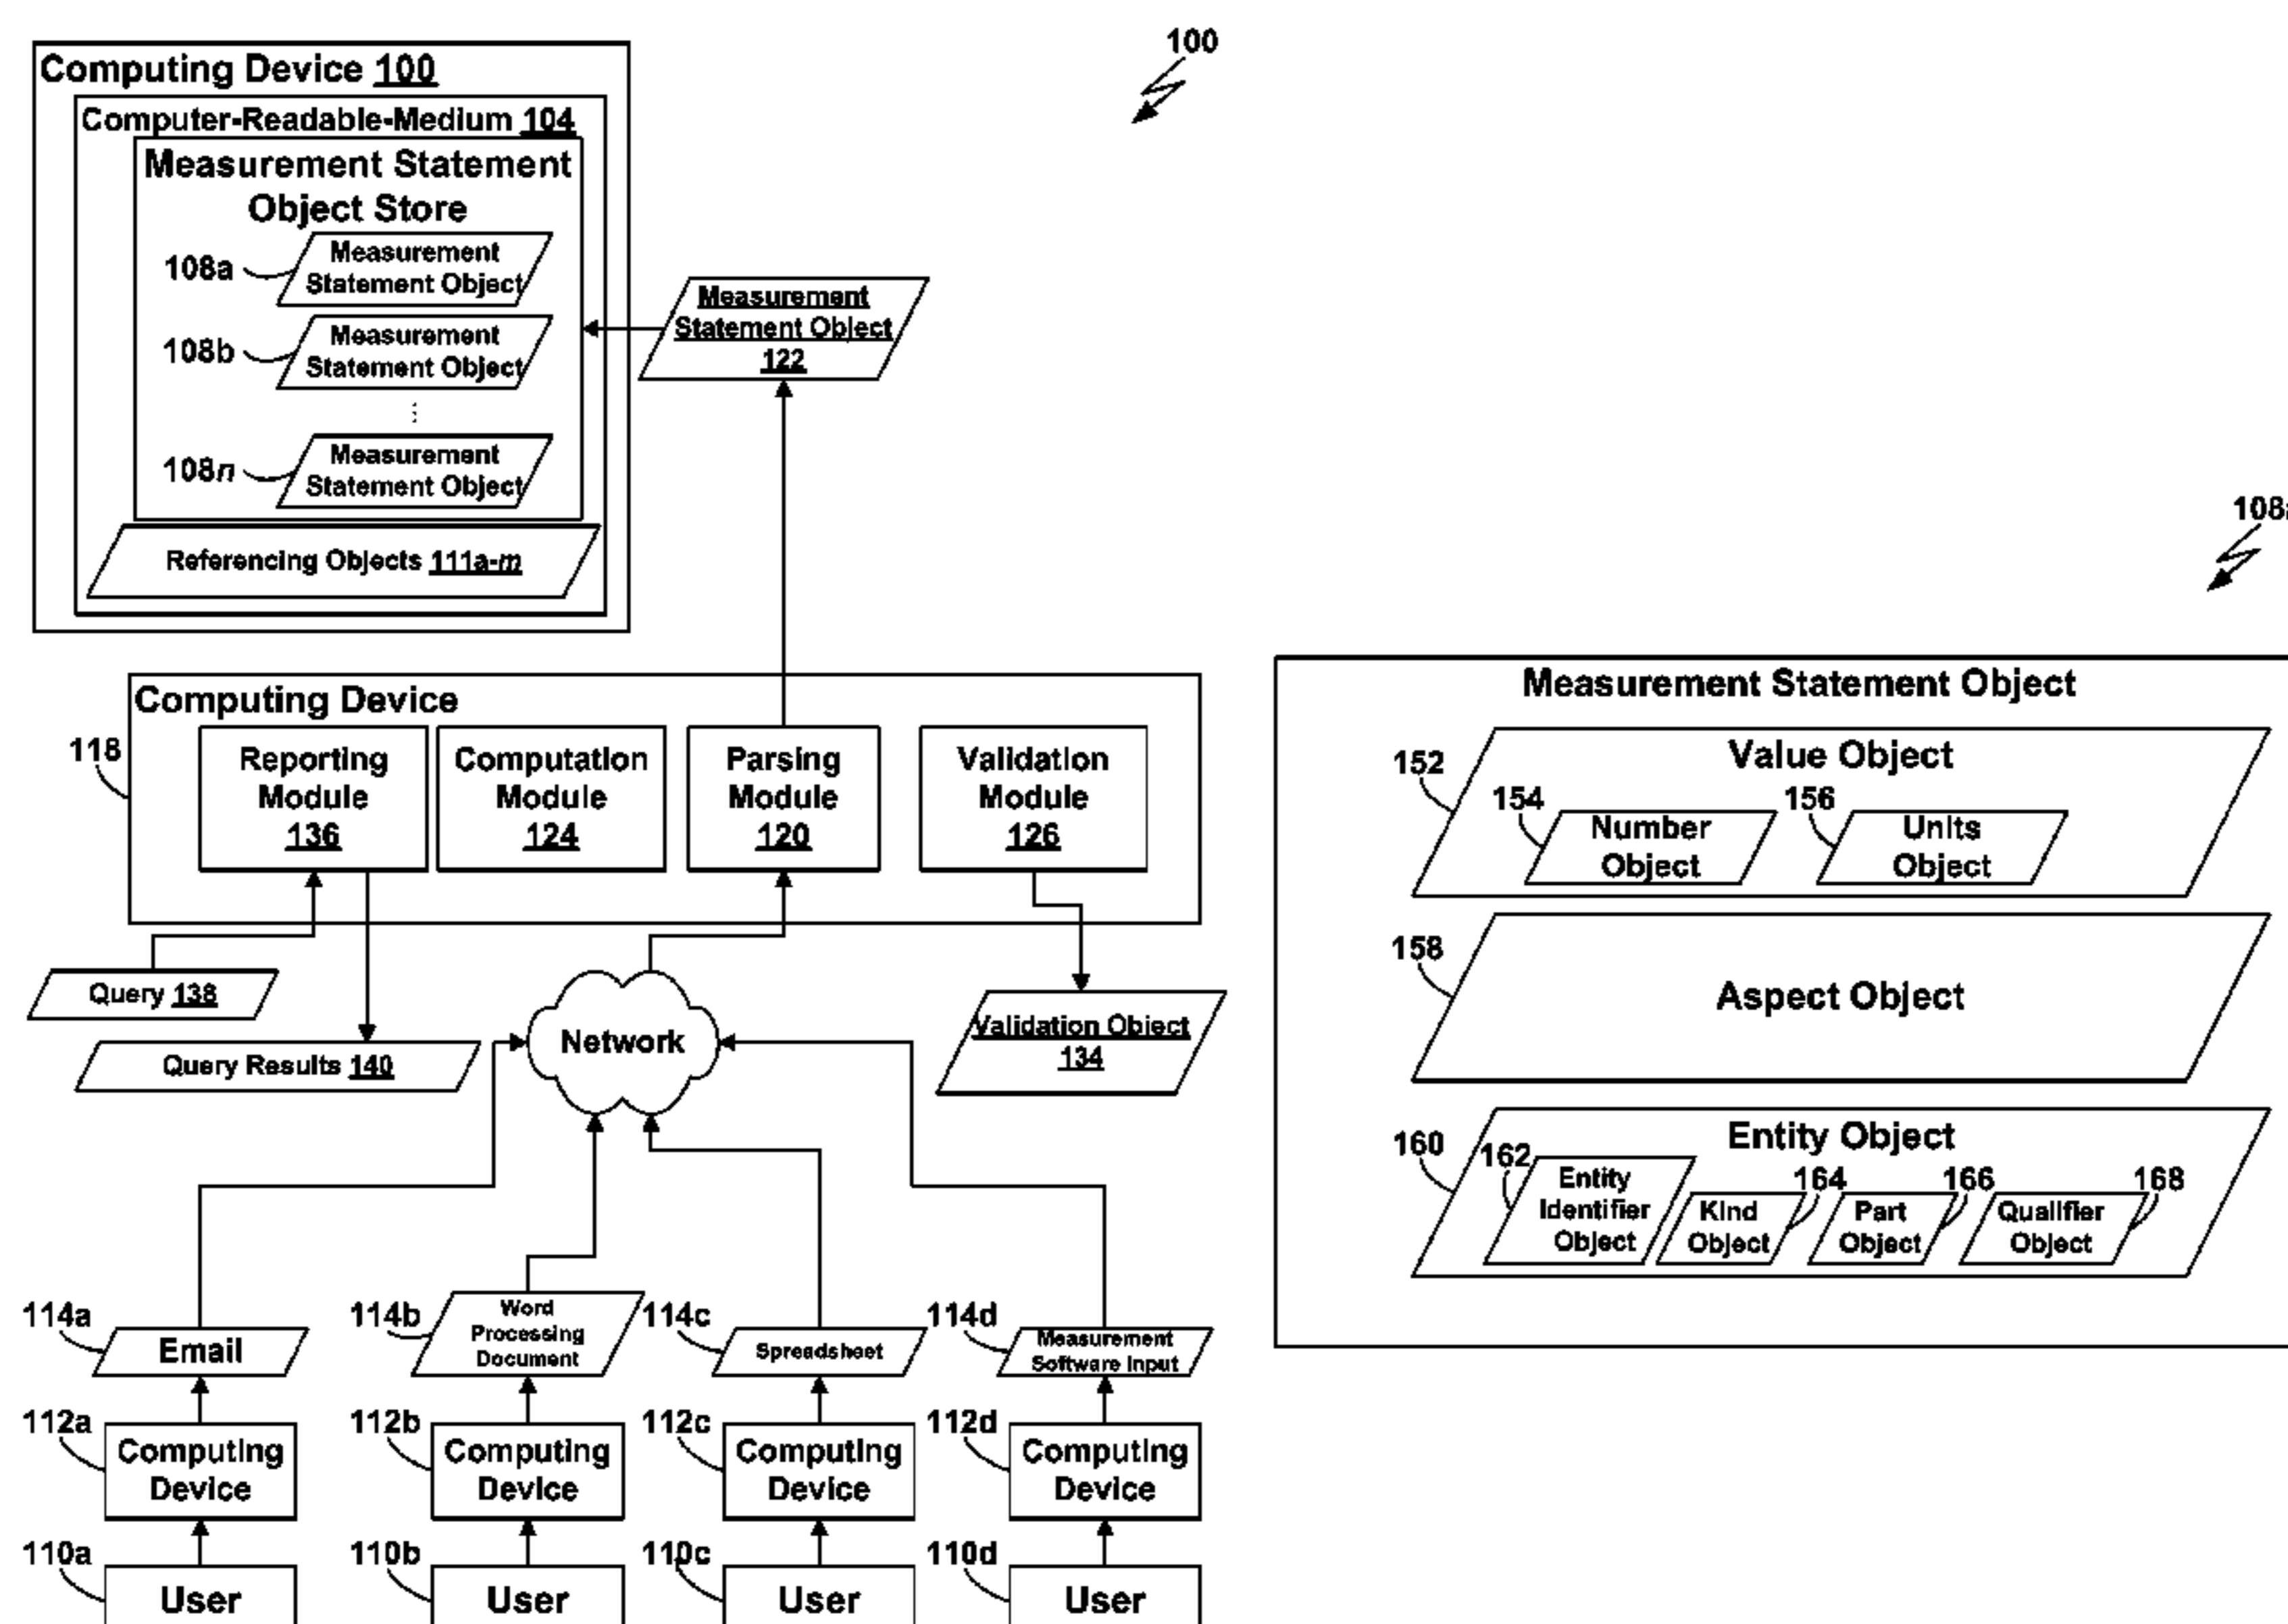 100
Computing Device 100
Computer-Readable-Medium 104
Measurement Statement
Object Store
108a
Measurement
Statement Object
108b
Measurement
Statement Object
⋮
108n
Measurement
Statement Object
Referencing Objects 111a-m
Measurement
Statement Object
122
118
Computing Device
Reporting
Module
136
Computation
Module
124
Parsing
Module
120
Validation
Module
126
Query 138
Query Results 140
Network
Validation Object
134
114a
Email
114b
Word
Processing
Document
114c
Spreadsheet
114d
Measurement
Software Input
112a
Computing
Device
112b
Computing
Device
112c
Computing
Device
112d
Computing
Device
110a
User
110b
User
110c
User
110d
User
108a
Measurement Statement Object
152
Value Object
154
Number
Object
156
Units
Object
158
Aspect Object
160
Entity Object
162
Entity
Identifier
Object
164
Kind
Object
166
Part
Object
168
Qualifier
Object